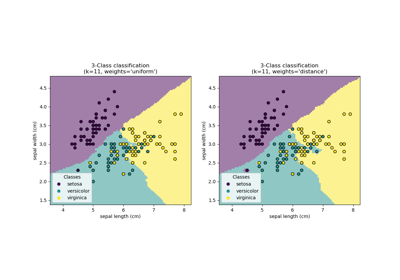 3-Class classification
(k=11, weights='uniform')
3-Class classification
(k=11, weights='distance')
sepal width (cm)
4.5
4.0
3.5
3.0
2.5
2.0
1.5
Classes
setosa
versicolor
virginica
4
5
6
7
8
sepal length (cm)
sepal width (cm)
4.5
4.0
3.5
3.0
2.5
2.0
1.5
Classes
setosa
versicolor
virginica
4
5
6
7
8
sepal length (cm)